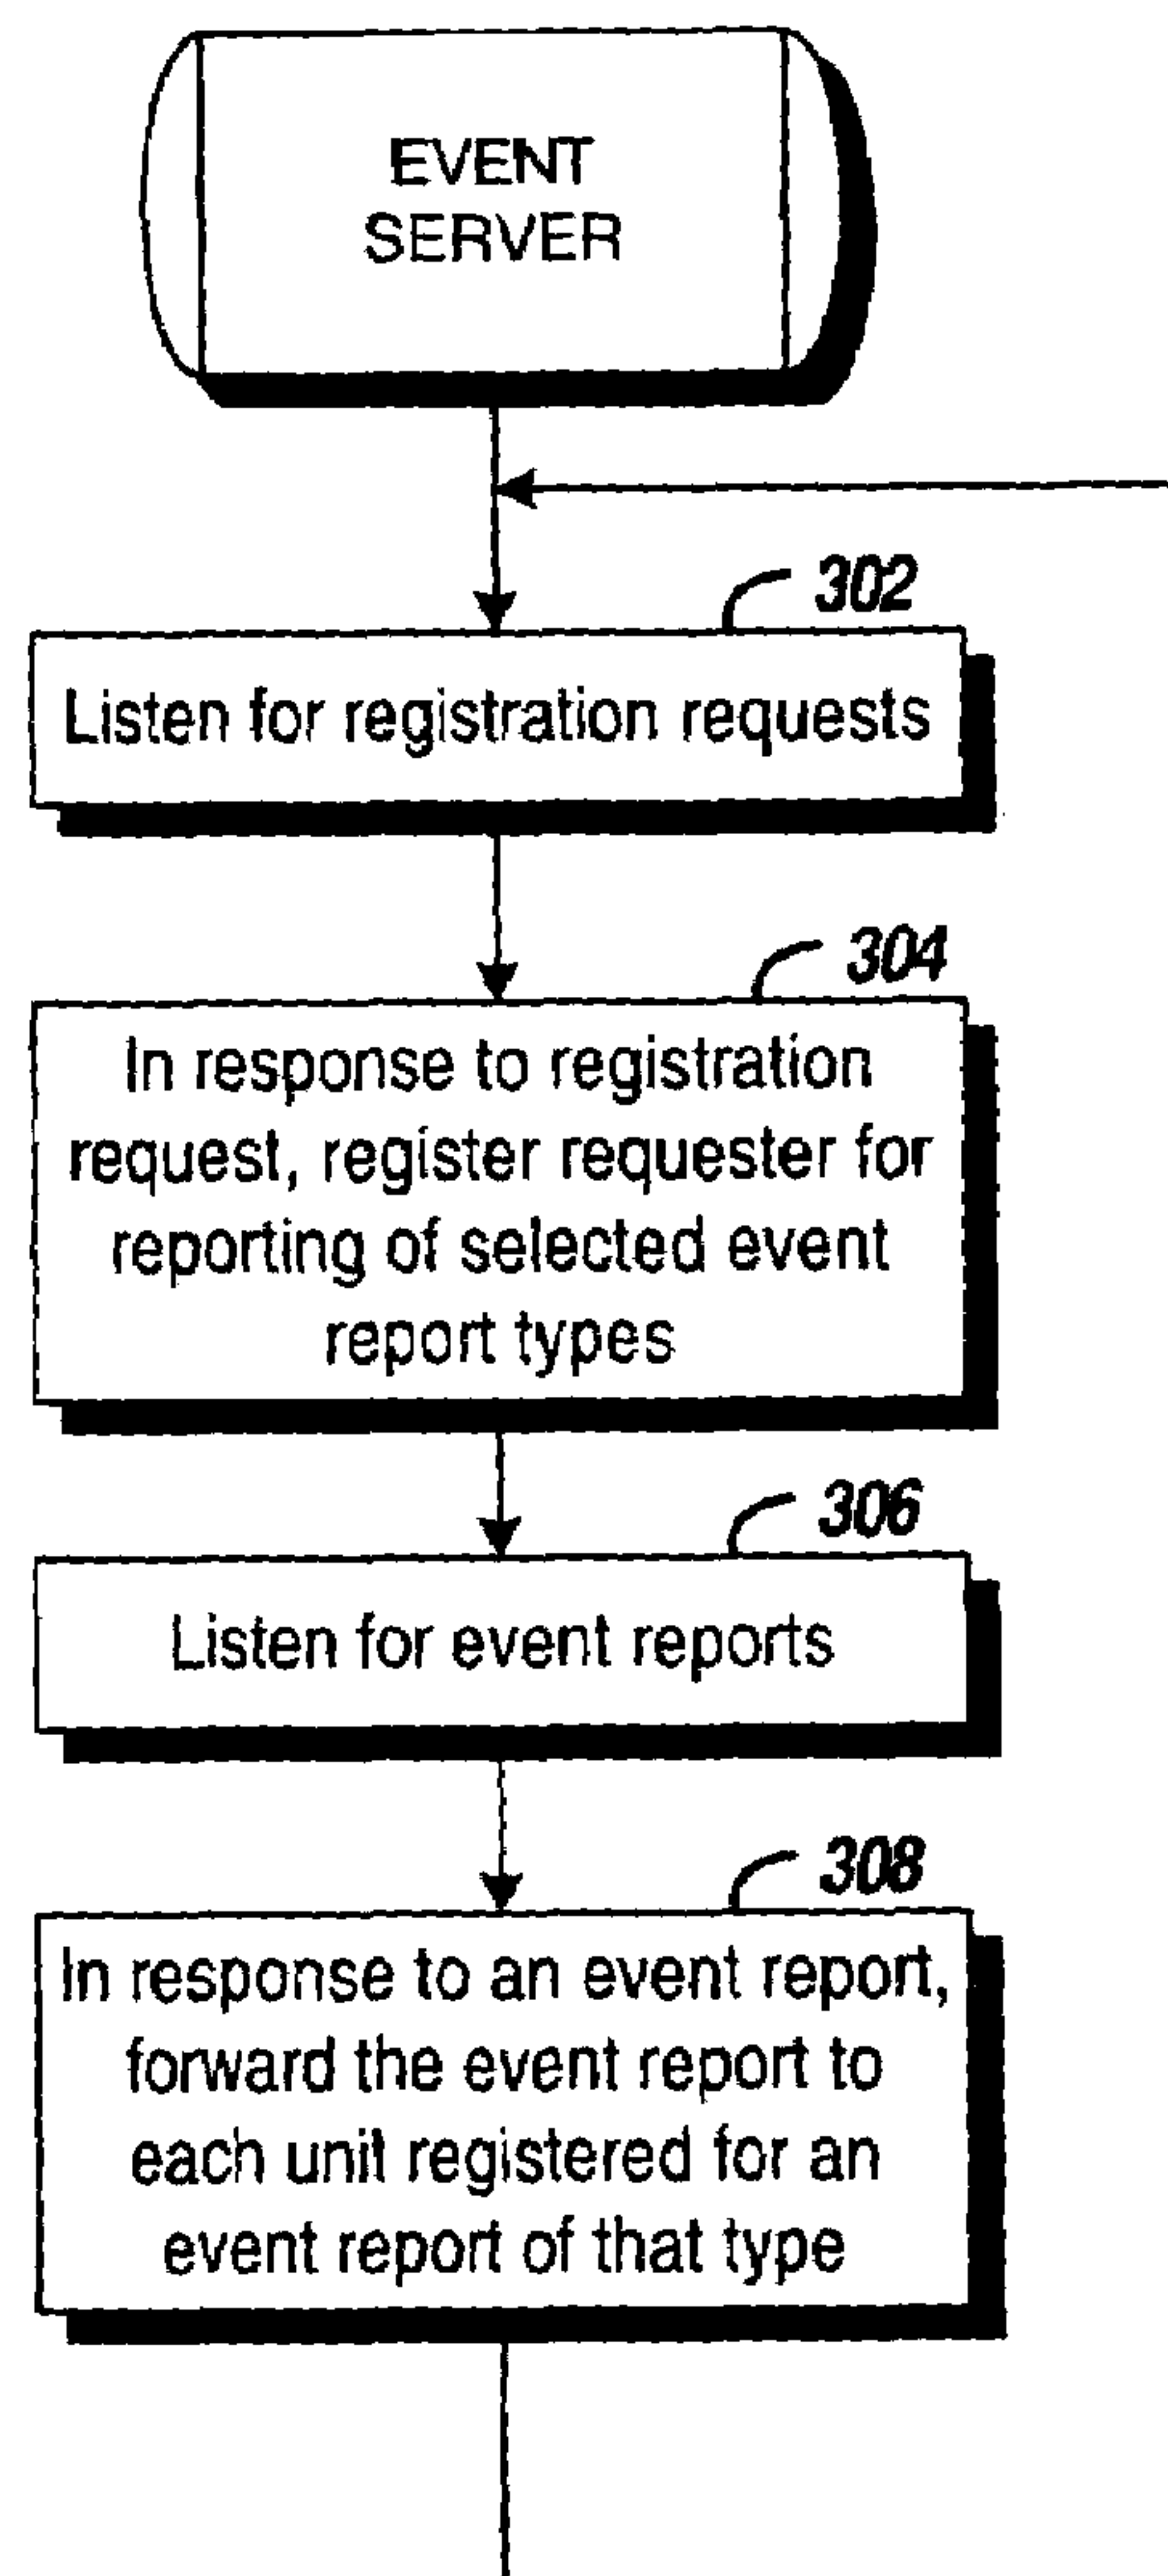 EVENT
SERVER
302
Listen for registration requests
304
In response to registration
request, register requester for
reporting of selected event
report types
306
Listen for event reports
308
In response to an event report,
forward the event report to
each unit registered for an
event report of that type